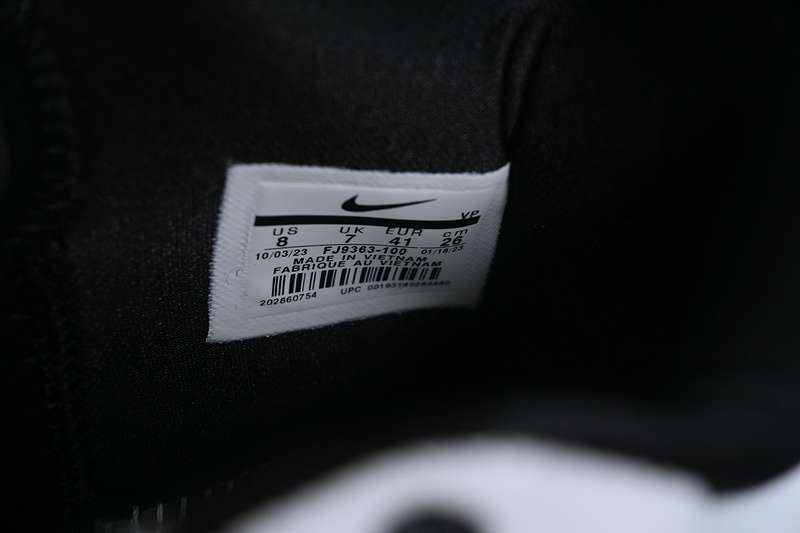 VP
US UK EUR cm
8 7 41 26
10/03/23 FJ9363-100 01/18/23
MADE IN VIETNAM
FABRIQUE AU VIETNAM
202860754 UPC